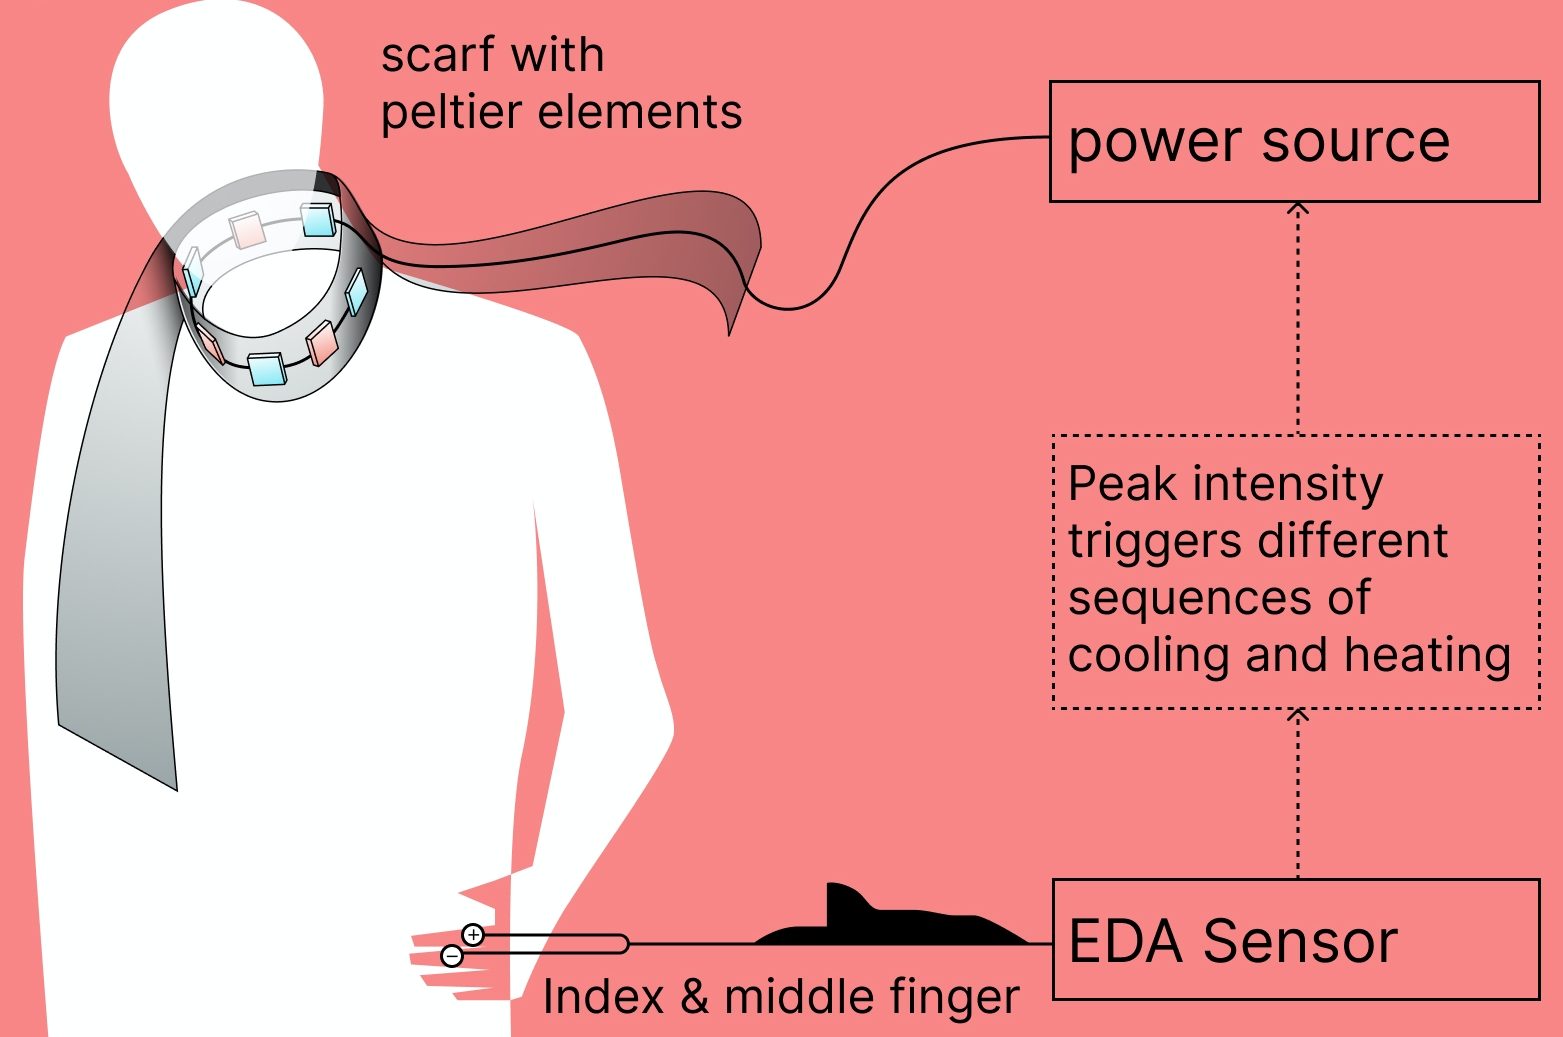 scarf with
peltier elements
power source
Peak intensity
triggers different
sequences of
cooling and heating
EDA Sensor
+
−
Index & middle finger